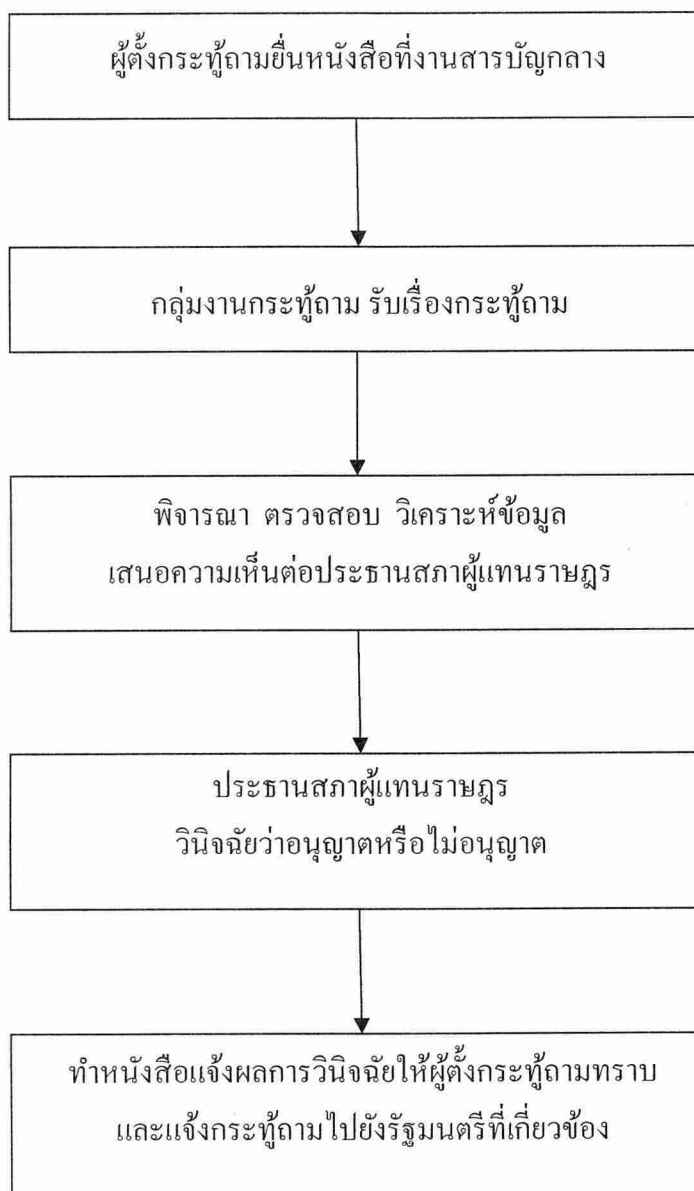 ผู้ตั้งกระทู้ถามยื่นหนังสือที่งานสารบัญกลาง
กลุ่มงานกระทู้ถาม รับเรื่องกระทู้ถาม
พิจารณา ตรวจสอบ วิเคราะห์ข้อมูล
เสนอความเห็นต่อประธานสภาผู้แทนราษฎร
ประธานสภาผู้แทนราษฎร
วินิจฉัยว่าอนุญาตหรือไม่อนุญาต
ทำหนังสือแจ้งผลการวินิจฉัยให้ผู้ตั้งกระทู้ถามทราบ
และแจ้งกระทู้ถามไปยังรัฐมนตรีที่เกี่ยวข้อง